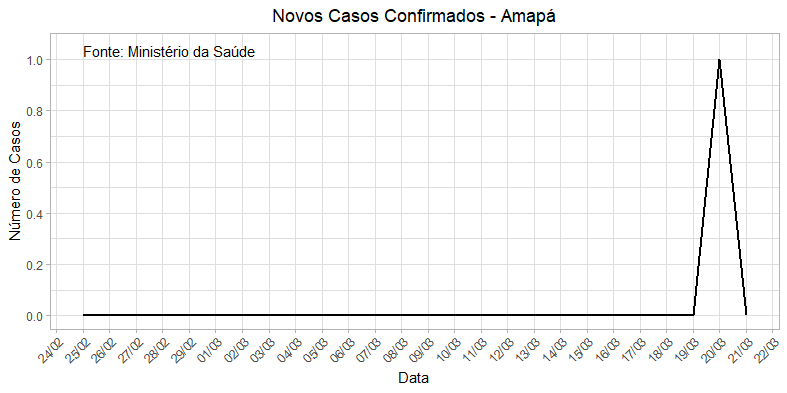 Novos Casos Confirmados - Amapá
Fonte: Ministério da Saúde
Número de Casos
1.0
0.8
0.6
0.4
0.2
0.0
24/02 25/02 26/02 27/02 28/02 29/02 01/03 02/03 03/03 04/03 05/03 06/03 07/03 08/03 09/03 10/03 11/03 12/03 13/03 14/03 15/03 16/03 17/03 18/03 19/03 20/03 21/03 22/03
Data